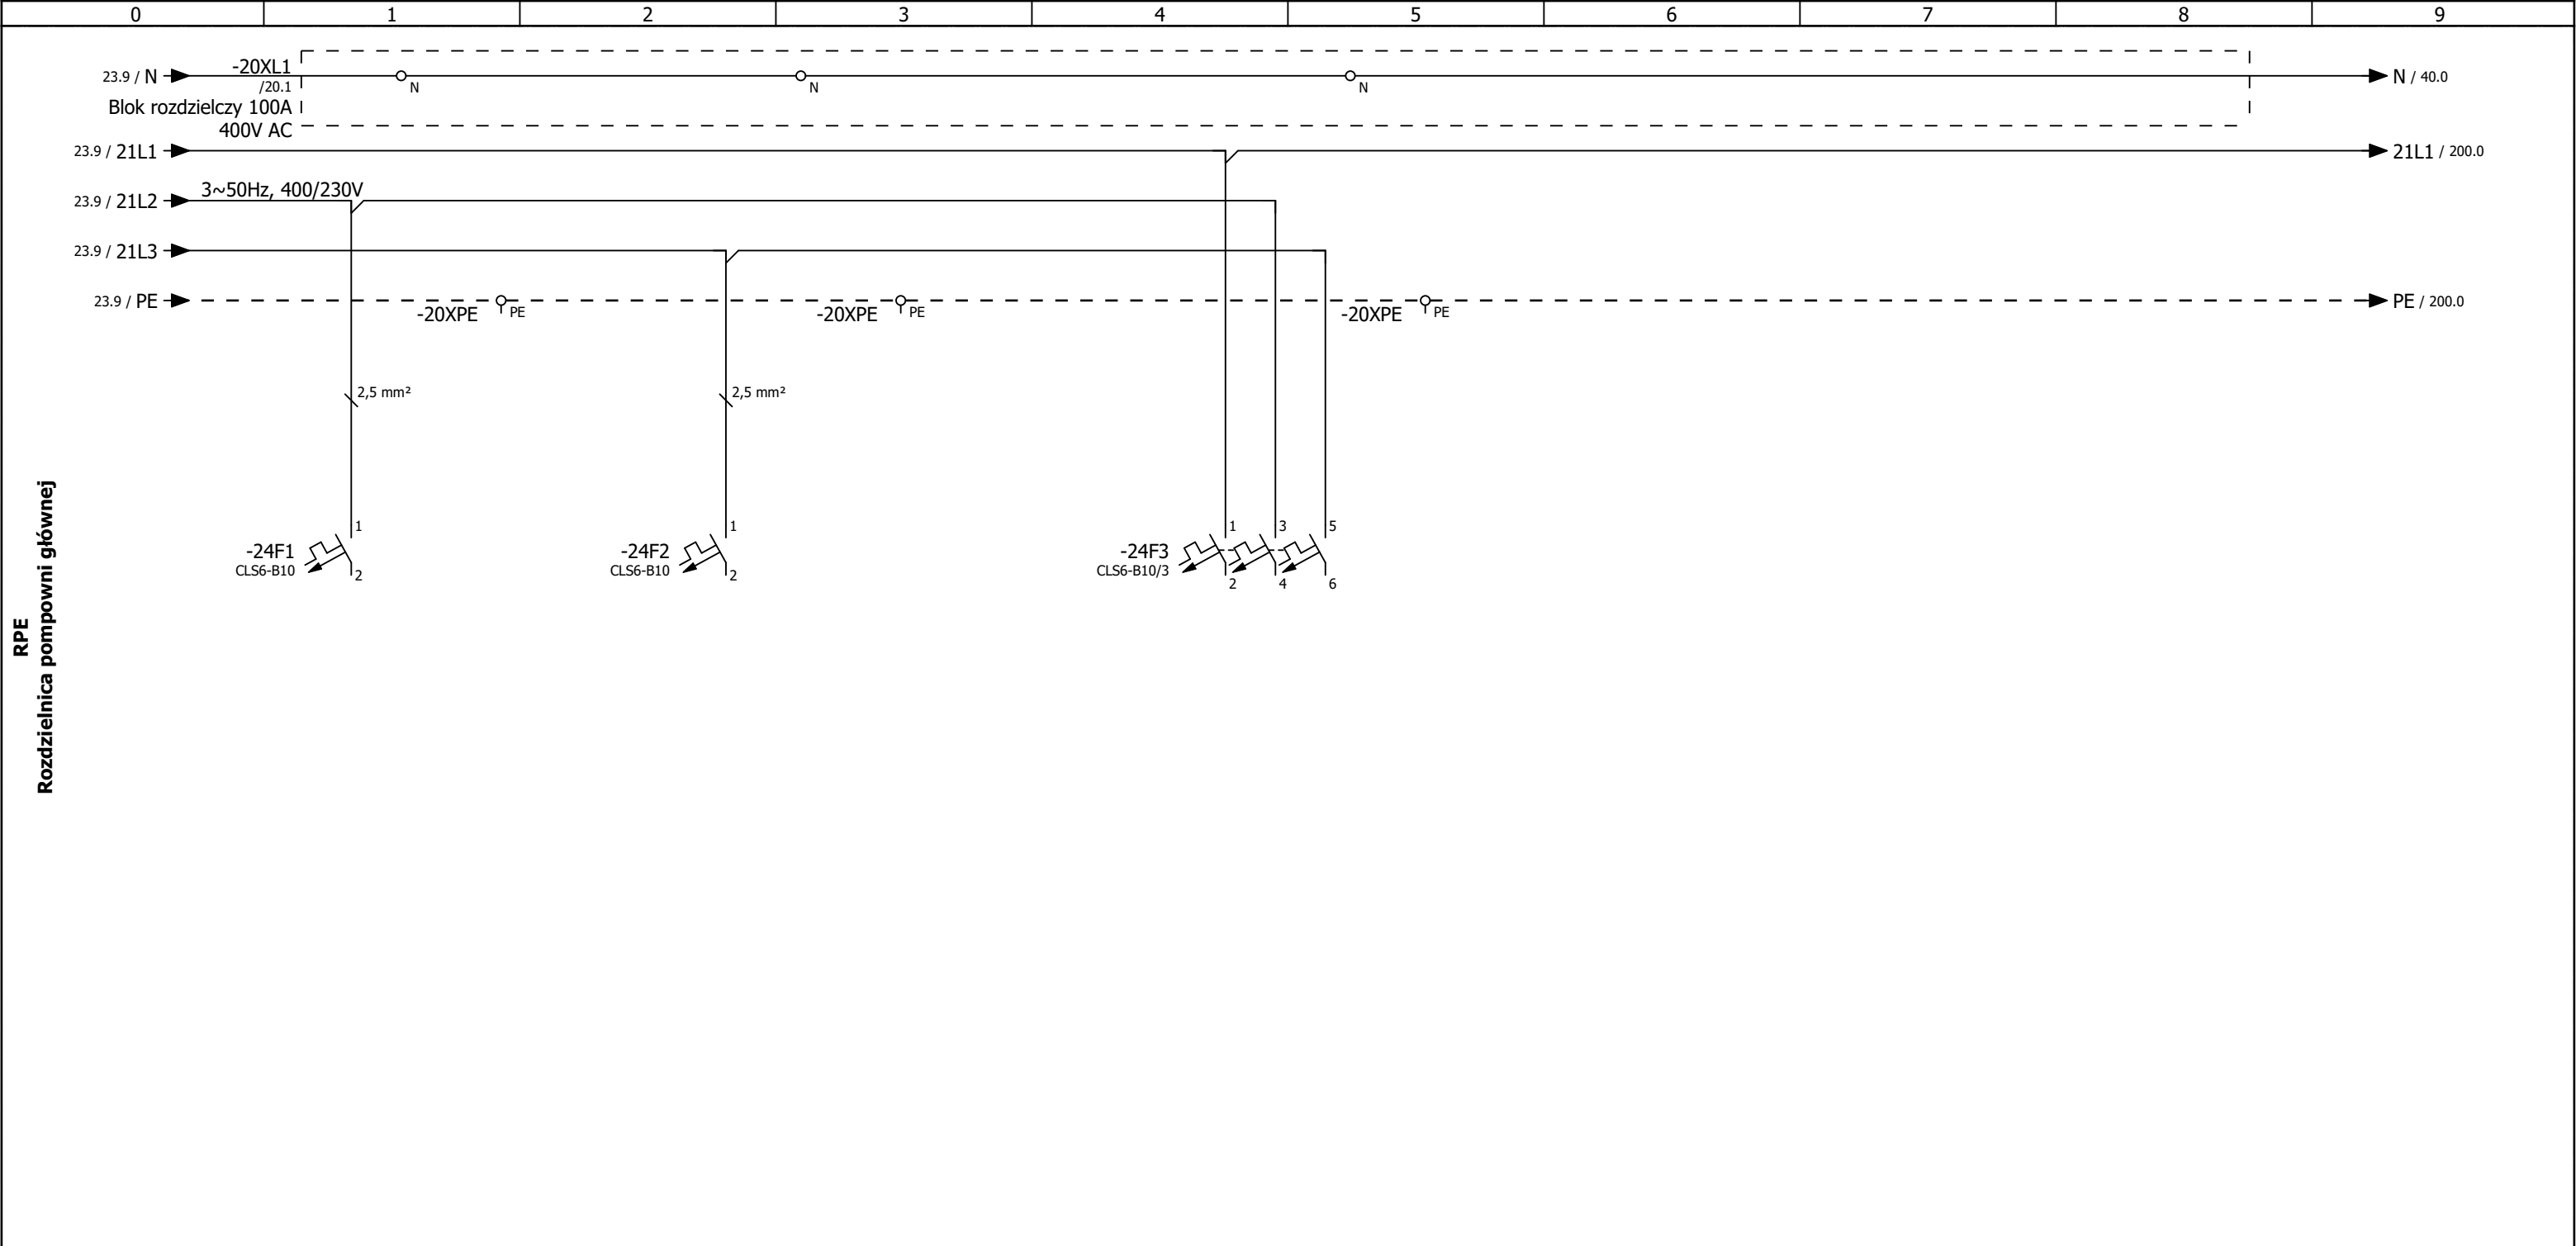 0 1 2 3 4 5 6 7 8 9
23.9 / N
-20XL1
/20.1
Blok rozdzielczy 100A
400V AC
N
N
N
N / 40.0
23.9 / 21L1
21L1 / 200.0
3~50Hz, 400/230V
23.9 / 21L2
23.9 / 21L3
23.9 / PE
-20XPE PE
-20XPE PE
-20XPE PE
PE / 200.0
2,5 mm²
2,5 mm²
1
-24F1
CLS6-B10
2
1
-24F2
CLS6-B10
2
1 3 5
-24F3
CLS6-B10/3
2 4 6
RPE
Rozdzielnica pompowni głównej